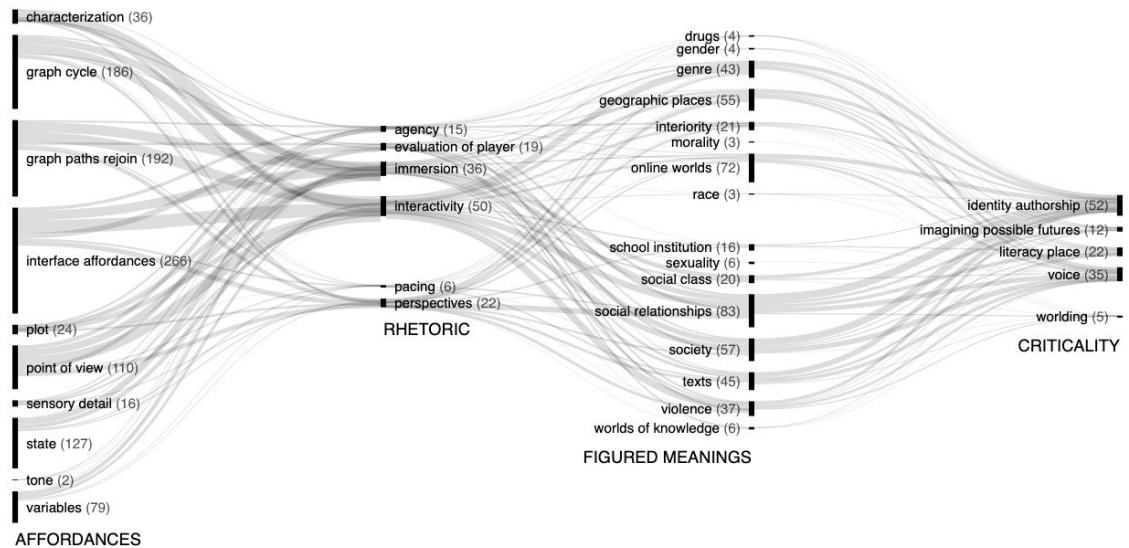 characterization (36)
graph cycle (186)
graph paths rejoin (192)
interface affordances (266)
plot (24)
point of view (110)
sensory detail (16)
state (127)
tone (2)
variables (79)
AFFORDANCES
agency (15)
evaluation of player (19)
immersion (36)
interactivity (50)
pacing (6)
perspectives (22)
RHETORIC
drugs (4)
gender (4)
genre (43)
geographic places (55)
interiority (21)
morality (3)
online worlds (72)
race (3)
school institution (16)
sexuality (6)
social class (20)
social relationships (83)
society (57)
texts (45)
violence (37)
worlds of knowledge (6)
FIGURED MEANINGS
identity authorship (52)
imagining possible futures (12)
literacy place (22)
voice (35)
worlding (5)
CRITICALITY